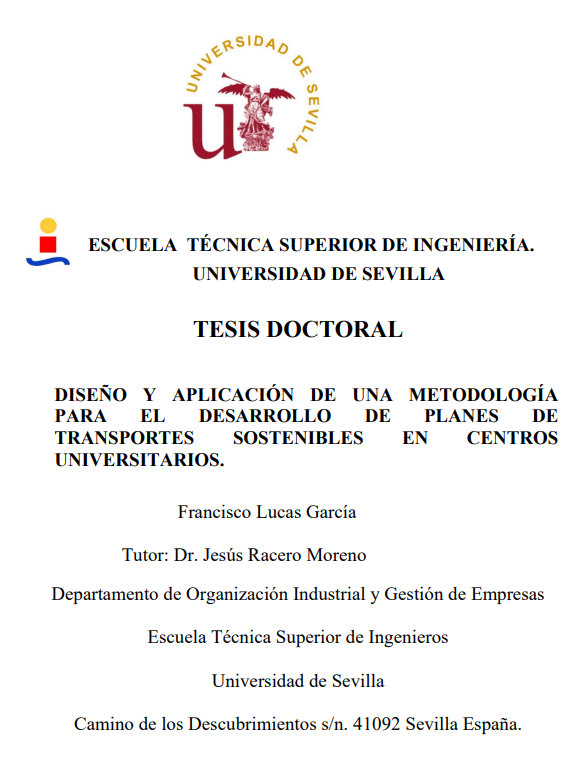 UNIVERSIDAD DE SEVILLA
U
ESCUELA TÉCNICA SUPERIOR DE INGENIERÍA.
UNIVERSIDAD DE SEVILLA
TESIS DOCTORAL
DISEÑO Y APLICACIÓN DE UNA METODOLOGÍA
PARA EL DESARROLLO DE PLANES DE
TRANSPORTES SOSTENIBLES EN CENTROS
UNIVERSITARIOS.
Francisco Lucas García
Tutor: Dr. Jesús Racero Moreno
Departamento de Organización Industrial y Gestión de Empresas
Escuela Técnica Superior de Ingenieros
Universidad de Sevilla
Camino de los Descubrimientos s/n. 41092 Sevilla España.